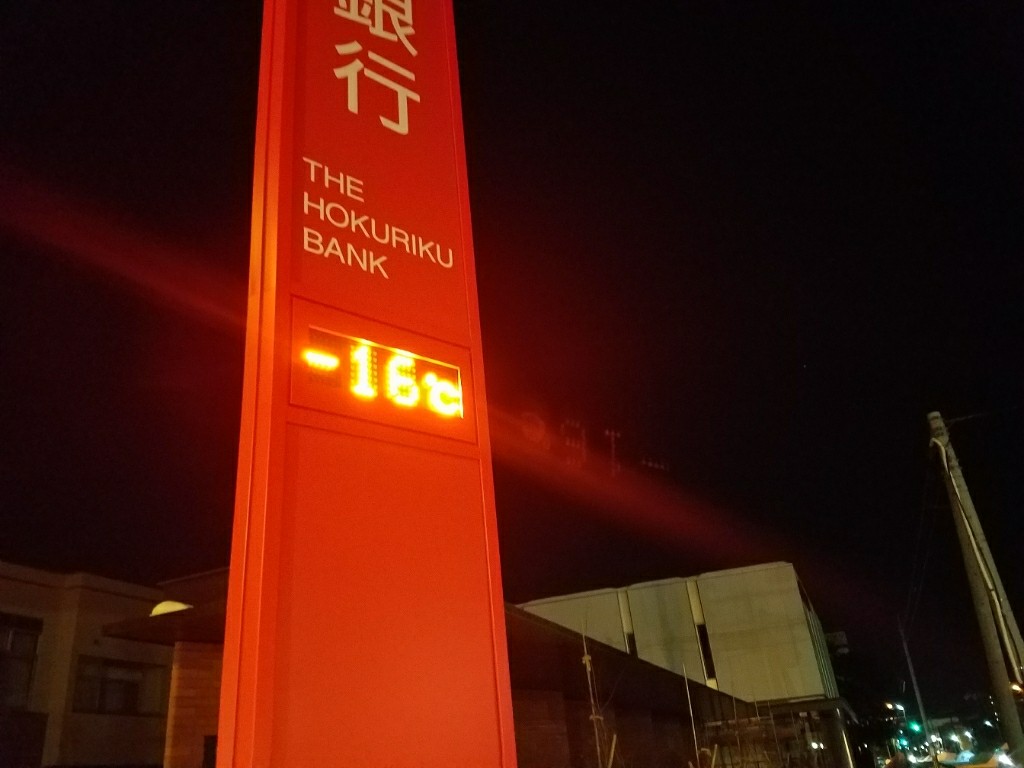 銀
行
THE
HOKURIKU
BANK
-16℃